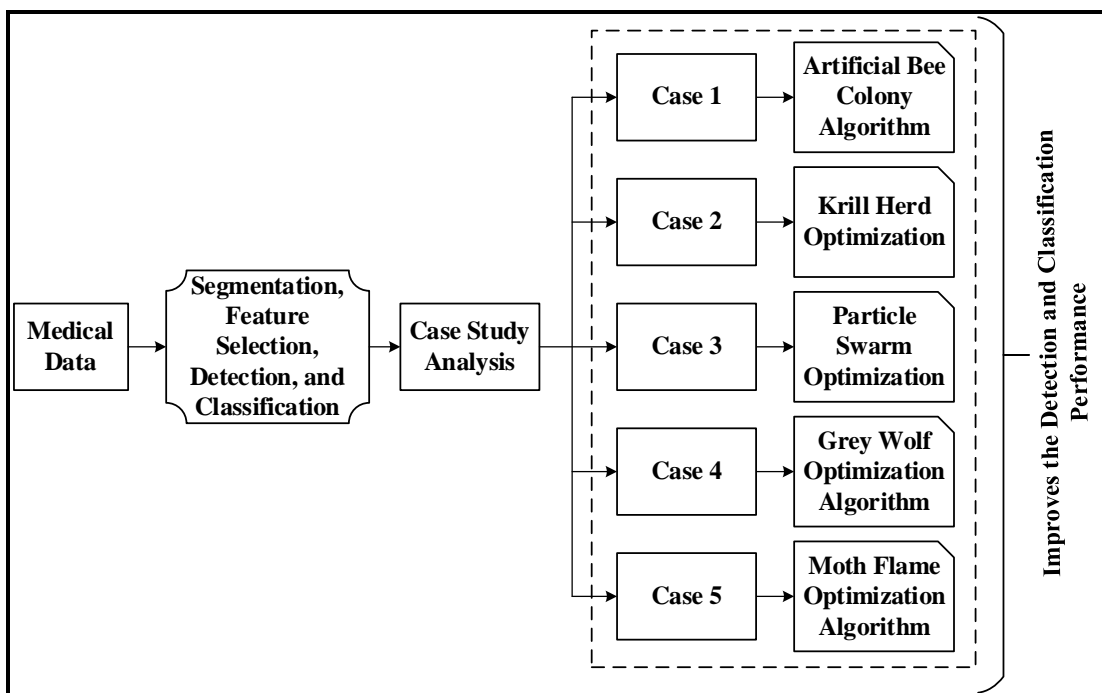 Medical
Data
Segmentation,
Feature
Selection,
Detection, and
Classification
Case Study
Analysis
Case 1
Artificial Bee
Colony
Algorithm
Case 2
Krill Herd
Optimization
Case 3
Particle
Swarm
Optimization
Case 4
Grey Wolf
Optimization
Algorithm
Case 5
Moth Flame
Optimization
Algorithm
Improves the Detection and Classification
Performance